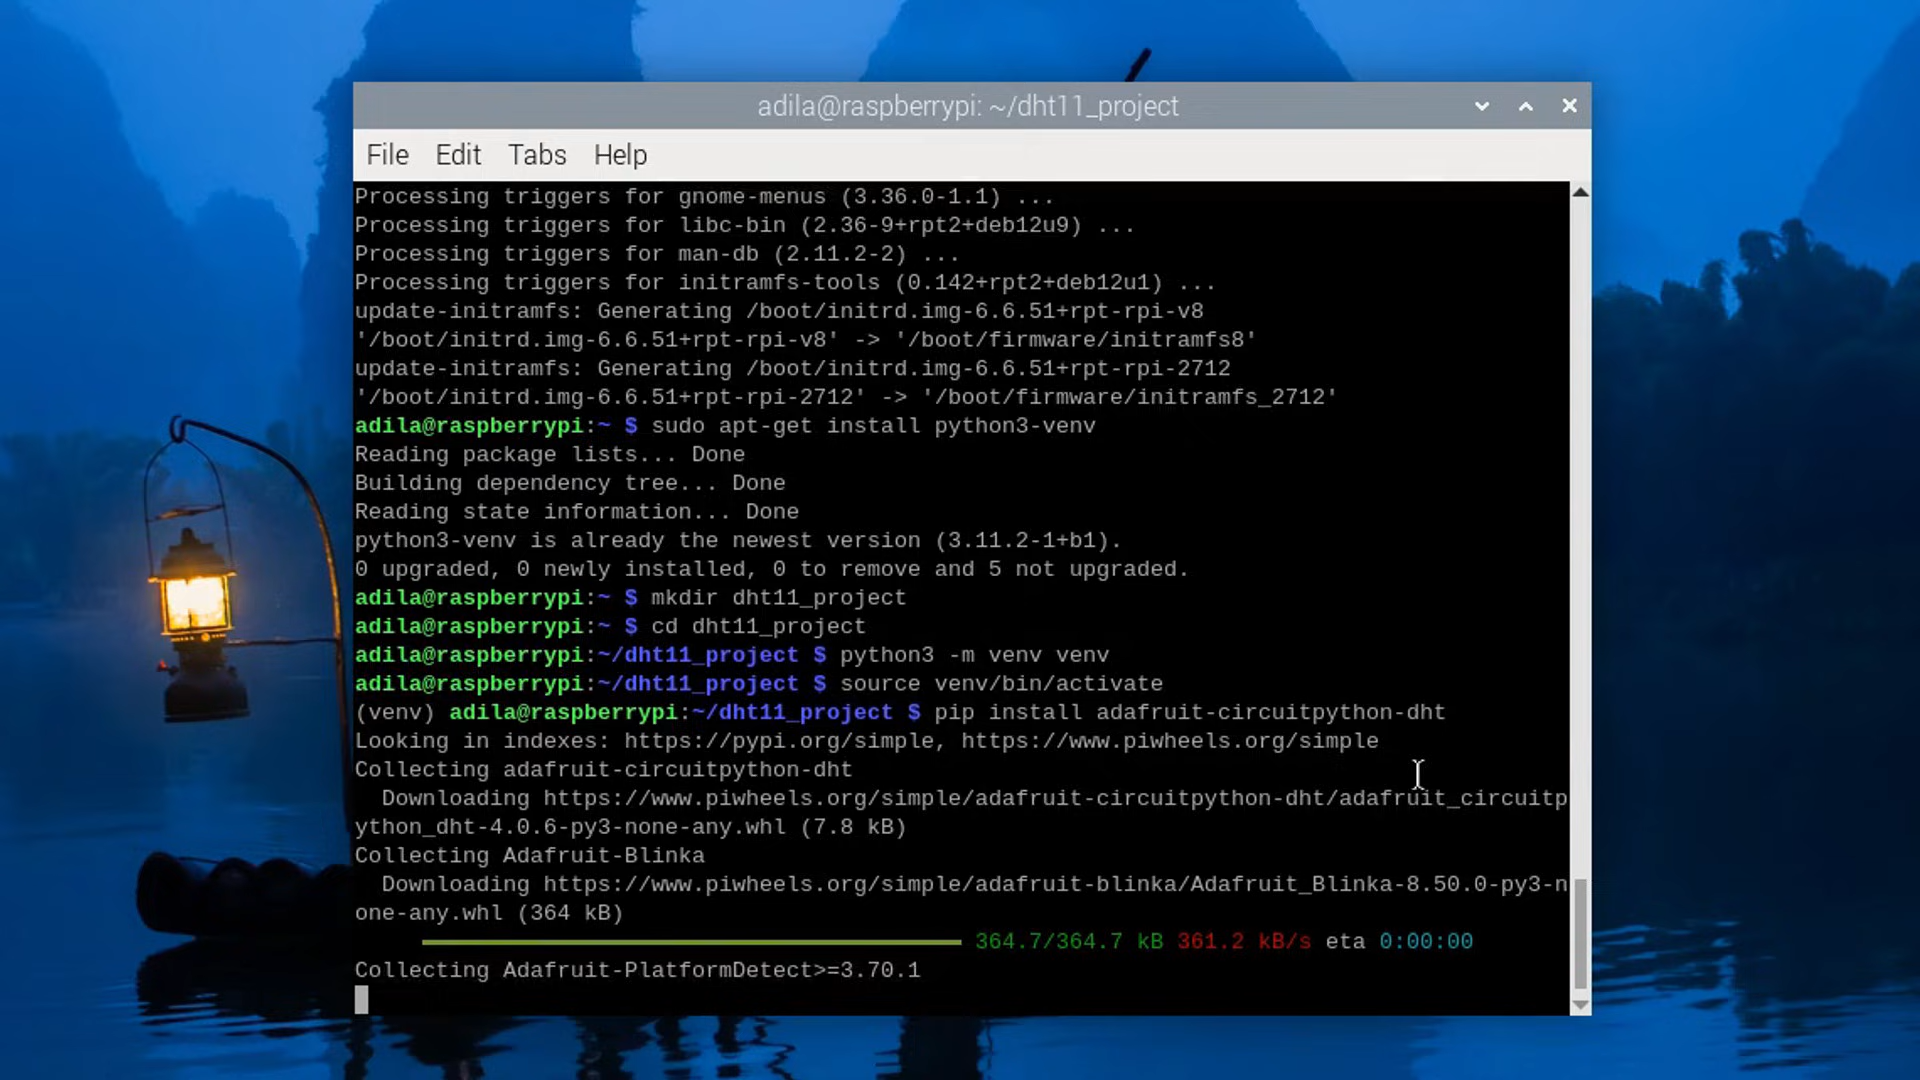 adila@raspberrypi: ~/dht11_project
File Edit Tabs Help
Processing triggers for gnome-menus (3.36.0-1.1) ...
Processing triggers for libc-bin (2.36-9+rpt2+deb12u9) ...
Processing triggers for man-db (2.11.2-2) ...
Processing triggers for initramfs-tools (0.142+rpt2+deb12u1) ...
update-initramfs: Generating /boot/initrd.img-6.6.51+rpt-rpi-v8
'/boot/initrd.img-6.6.51+rpt-rpi-v8' -> '/boot/firmware/initramfs8'
update-initramfs: Generating /boot/initrd.img-6.6.51+rpt-rpi-2712
'/boot/initrd.img-6.6.51+rpt-rpi-2712' -> '/boot/firmware/initramfs_2712'
adila@raspberrypi:~ $ sudo apt-get install python3-venv
Reading package lists... Done
Building dependency tree... Done
Reading state information... Done
python3-venv is already the newest version (3.11.2-1+b1).
0 upgraded, 0 newly installed, 0 to remove and 5 not upgraded.
adila@raspberrypi:~ $ mkdir dht11_project
adila@raspberrypi:~ $ cd dht11_project
adila@raspberrypi:~/dht11_project $ python3 -m venv venv
adila@raspberrypi:~/dht11_project $ source venv/bin/activate
(venv) adila@raspberrypi:~/dht11_project $ pip install adafruit-circuitpython-dht
Looking in indexes: https://pypi.org/simple, https://www.piwheels.org/simple
Collecting adafruit-circuitpython-dht
  Downloading https://www.piwheels.org/simple/adafruit-circuitpython-dht/adafruit_circuitp
ython_dht-4.0.6-py3-none-any.whl (7.8 kB)
Collecting Adafruit-Blinka
  Downloading https://www.piwheels.org/simple/adafruit-blinka/Adafruit_Blinka-8.50.0-py3-n
one-any.whl (364 kB)
364.7/364.7 kB 361.2 kB/s eta 0:00:00
Collecting Adafruit-PlatformDetect>=3.70.1